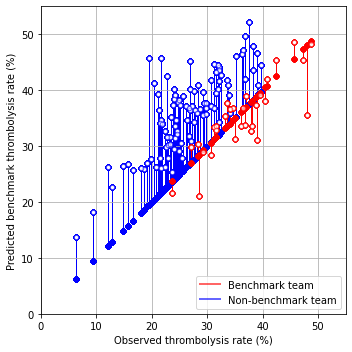 Predicted benchmark thrombolysis rate (%)
50
40
30
20
10
0
0 10 20 30 40 50
Observed thrombolysis rate (%)
Benchmark team
Non-benchmark team